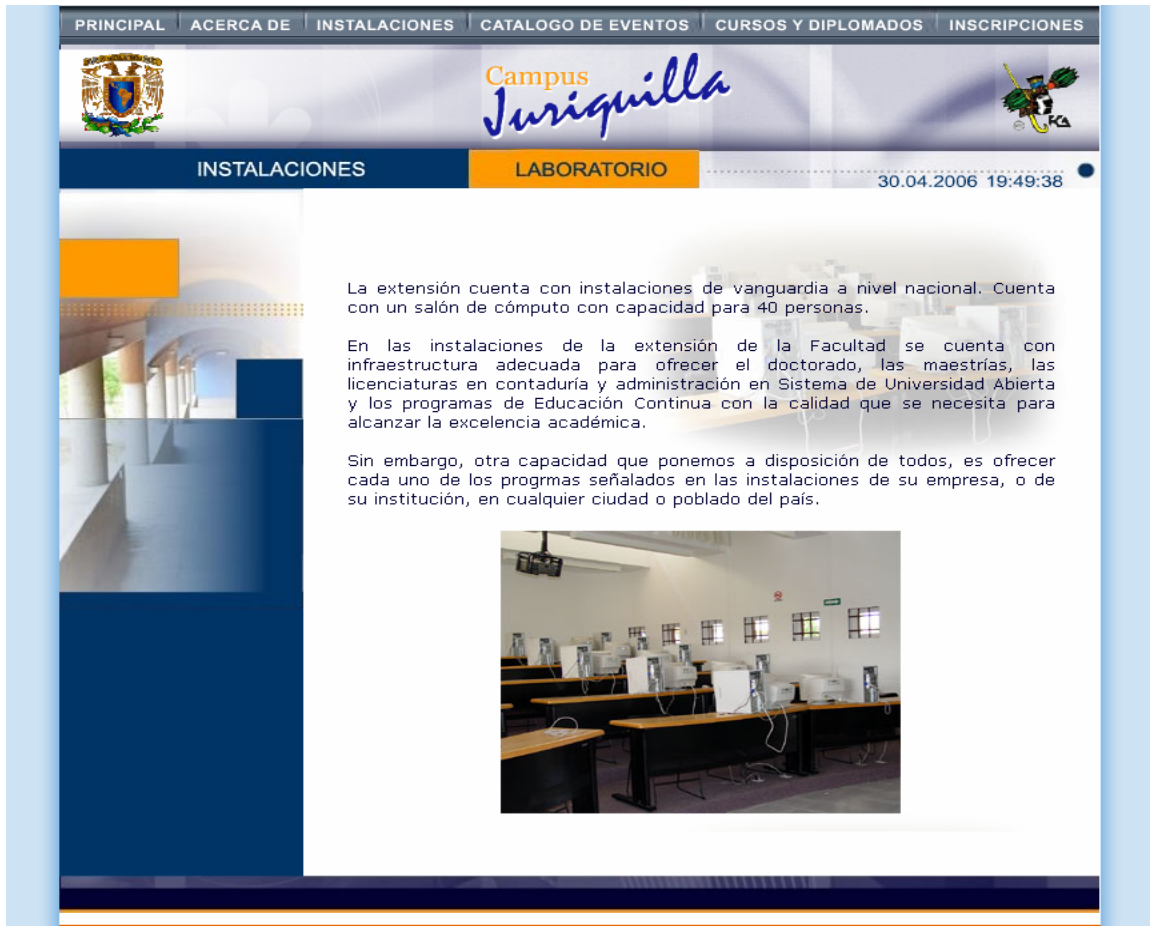 PRINCIPAL ACERCA DE INSTALACIONES CATALOGO DE EVENTOS CURSOS Y DIPLOMADOS INSCRIPCIONES
Campus
Juriquilla
FCA
INSTALACIONES LABORATORIO
30.04.2006 19:49:38
La extensión cuenta con instalaciones de vanguardia a nivel nacional. Cuenta
con un salón de cómputo con capacidad para 40 personas.
En las instalaciones de la extensión de la Facultad se cuenta con
infraestructura adecuada para ofrecer el doctorado, las maestrías, las
licenciaturas en contaduría y administración en Sistema de Universidad Abierta
y los programas de Educación Continua con la calidad que se necesita para
alcanzar la excelencia académica.
Sin embargo, otra capacidad que ponemos a disposición de todos, es ofrecer
cada uno de los progrmas señalados en las instalaciones de su empresa, o de
su institución, en cualquier ciudad o poblado del país.